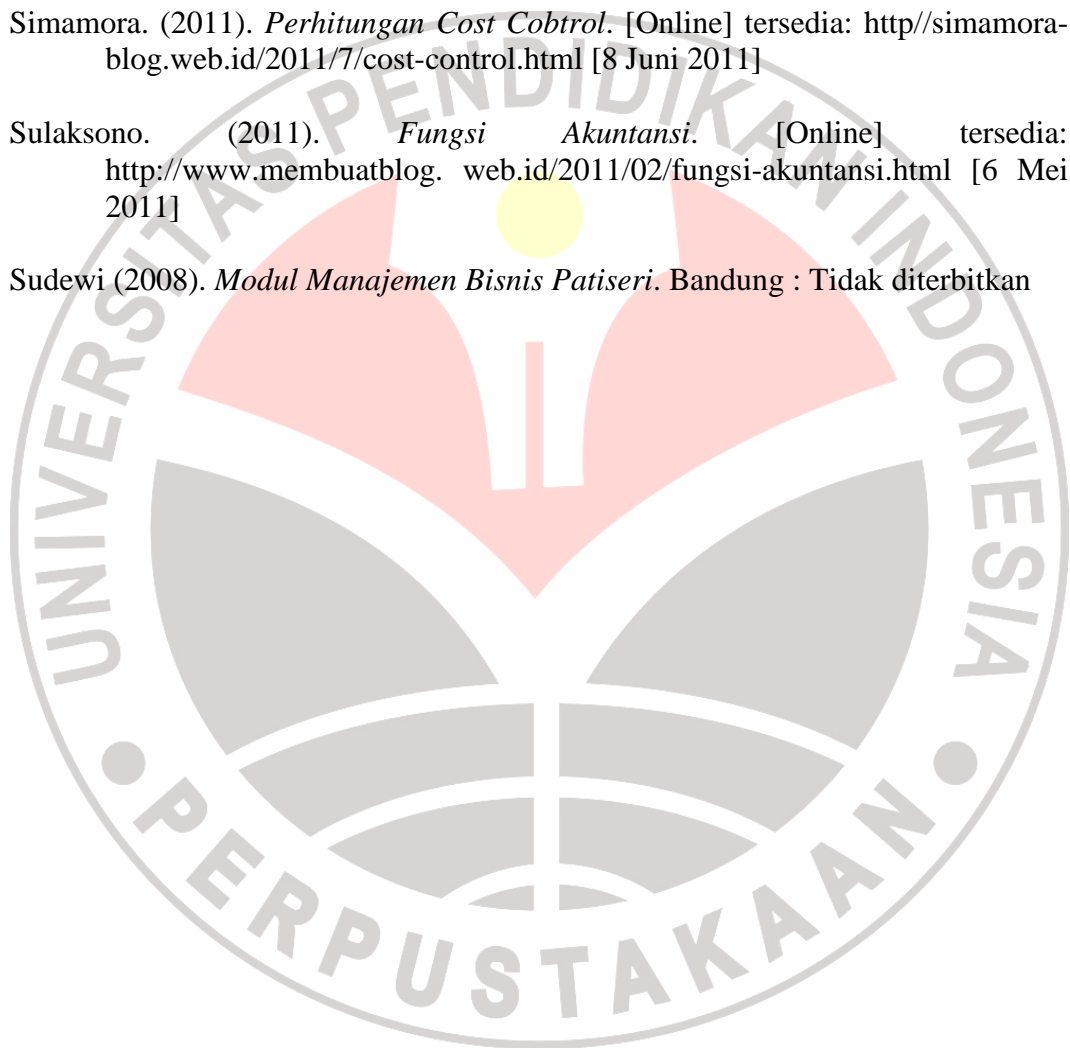 Simamora. (2011). Perhitungan Cost Cobtrol. [Online] tersedia: http//simamora-
blog.web.id/2011/7/cost-control.html [8 Juni 2011]
Sulaksono. (2011). Fungsi Akuntansi. [Online] tersedia:
http://www.membuatblog. web.id/2011/02/fungsi-akuntansi.html [6 Mei
2011]
Sudewi (2008). Modul Manajemen Bisnis Patiseri. Bandung : Tidak diterbitkan
UNIVERSITAS PENDIDIKAN INDONESIA
PERPUSTAKAAN